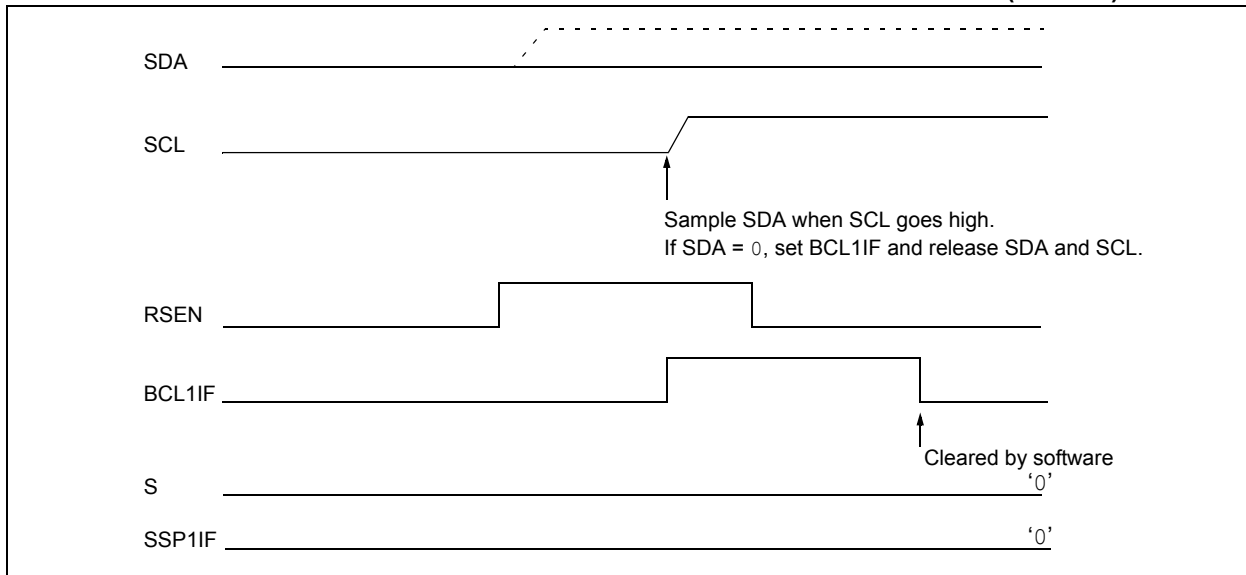 SDA
SCL
Sample SDA when SCL goes high.
If SDA = 0, set BCL1IF and release SDA and SCL.
RSEN
BCL1IF
Cleared by software
S
‘0’
SSP1IF
‘0’